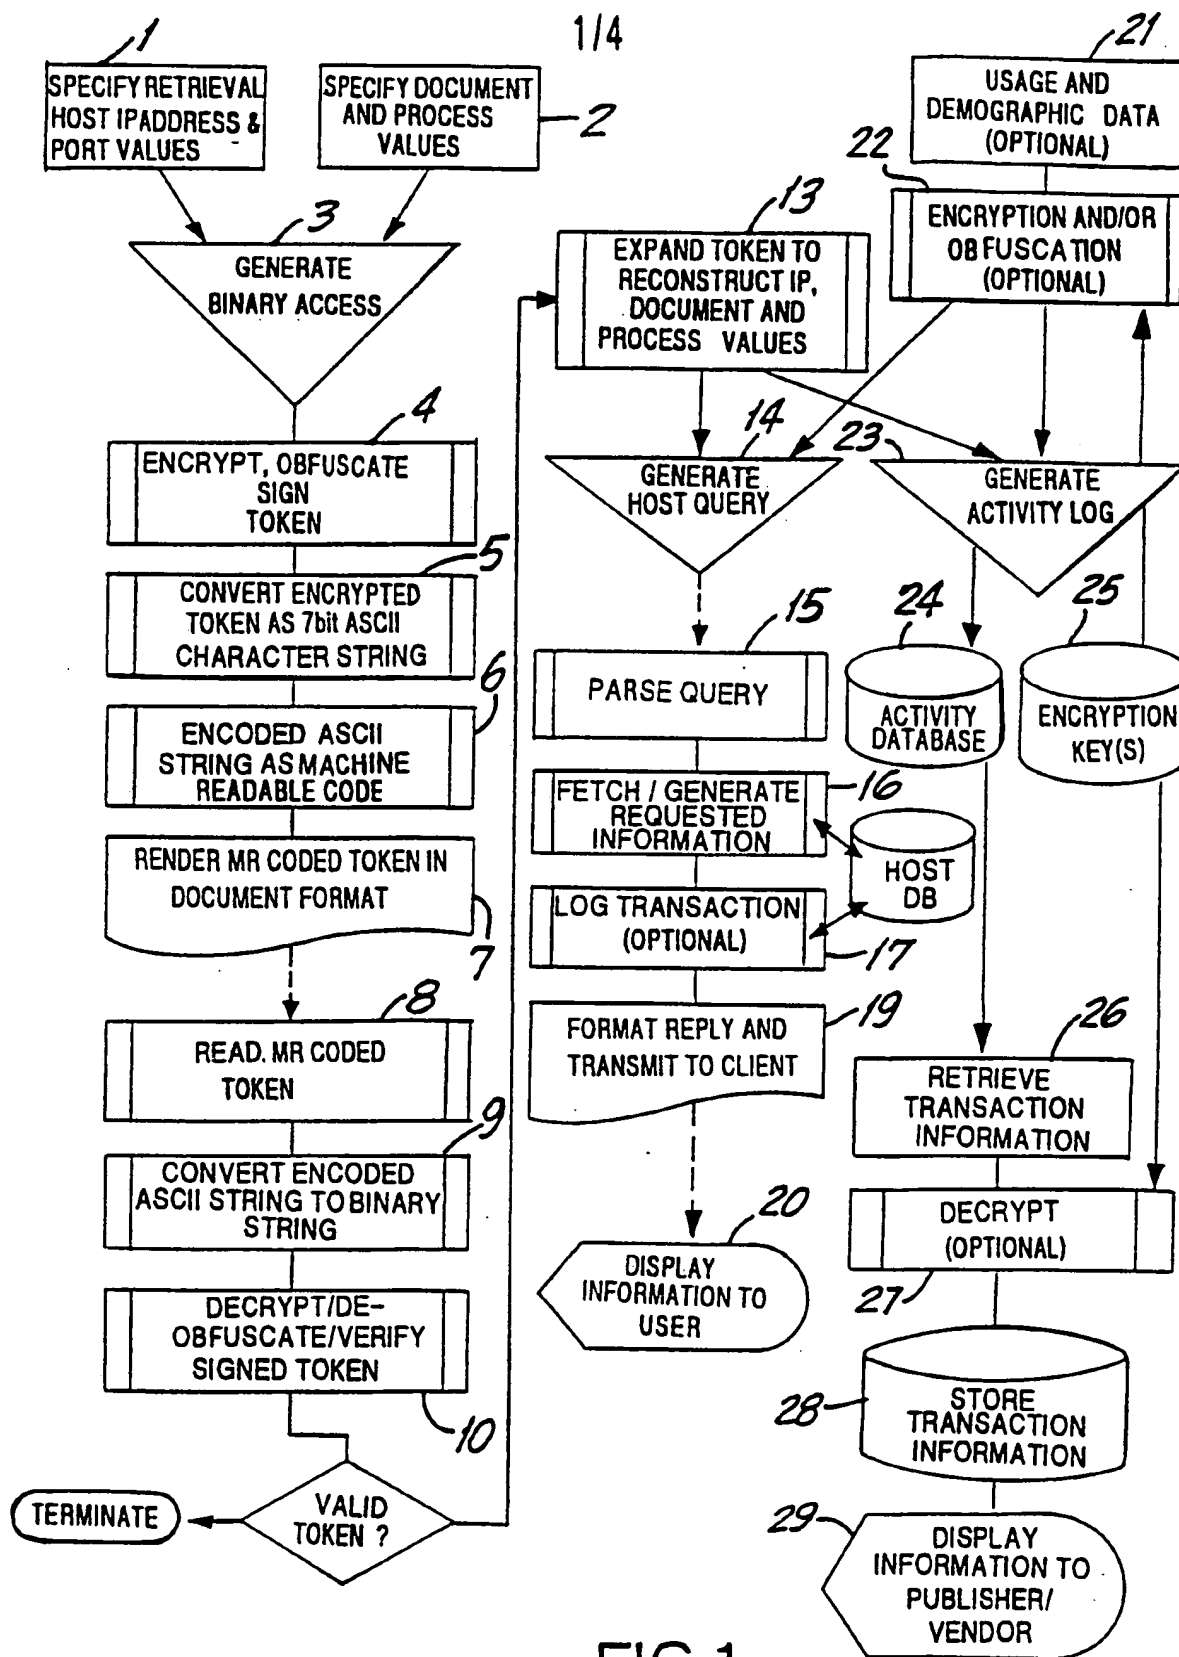 1/4
1
SPECIFY RETRIEVAL
HOST IPADDRESS &
PORT VALUES
SPECIFY DOCUMENT
AND PROCESS
VALUES
2
3
GENERATE
BINARY ACCESS
4
ENCRYPT, OBFUSCATE
SIGN
TOKEN
5
CONVERT ENCRYPTED
TOKEN AS 7bit ASCII
CHARACTER STRING
6
ENCODED ASCII
STRING AS MACHINE
READABLE CODE
RENDER MR CODED TOKEN IN
DOCUMENT FORMAT
7
8
READ. MR CODED
TOKEN
9
CONVERT ENCODED
ASCII STRING TO BINARY
STRING
DECRYPT/DE-
OBFUSCATE/VERIFY
SIGNED TOKEN
10
VALID
TOKEN ?
TERMINATE
13
EXPAND TOKEN TO
RECONSTRUCT IP,
DOCUMENT AND
PROCESS VALUES
14
GENERATE
HOST QUERY
15
PARSE QUERY
FETCH / GENERATE
REQUESTED
INFORMATION
16
HOST
DB
LOG TRANSACTION
(OPTIONAL)
17
FORMAT REPLY AND
TRANSMIT TO CLIENT
19
20
DISPLAY
INFORMATION TO
USER
21
USAGE AND
DEMOGRAPHIC DATA
(OPTIONAL)
22
ENCRYPTION AND/OR
OBFUSCATION
(OPTIONAL)
23
GENERATE
ACTIVITY LOG
24
ACTIVITY
DATABASE
25
ENCRYPTION
KEY(S)
26
RETRIEVE
TRANSACTION
INFORMATION
DECRYPT
(OPTIONAL)
27
28
STORE
TRANSACTION
INFORMATION
29
DISPLAY
INFORMATION TO
PUBLISHER/
VENDOR
FIG.1